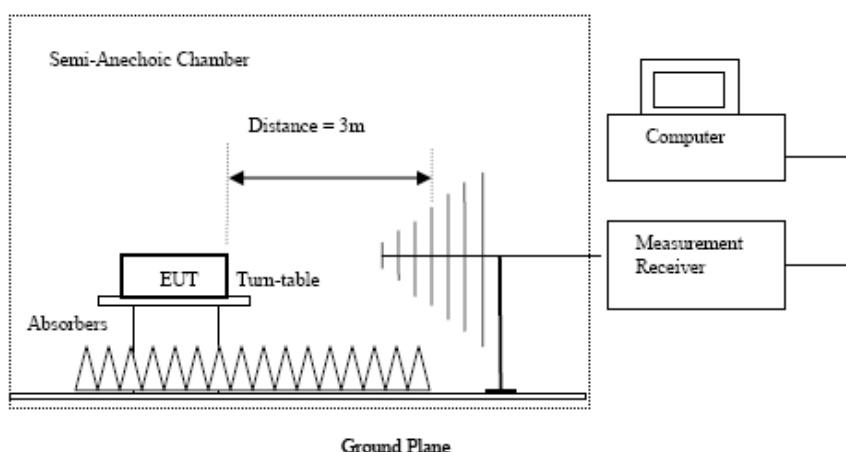 Semi-Anechoic Chamber
Distance = 3m
Computer
Measurement
Receiver
EUT
Turn-table
Absorbers
Ground Plane